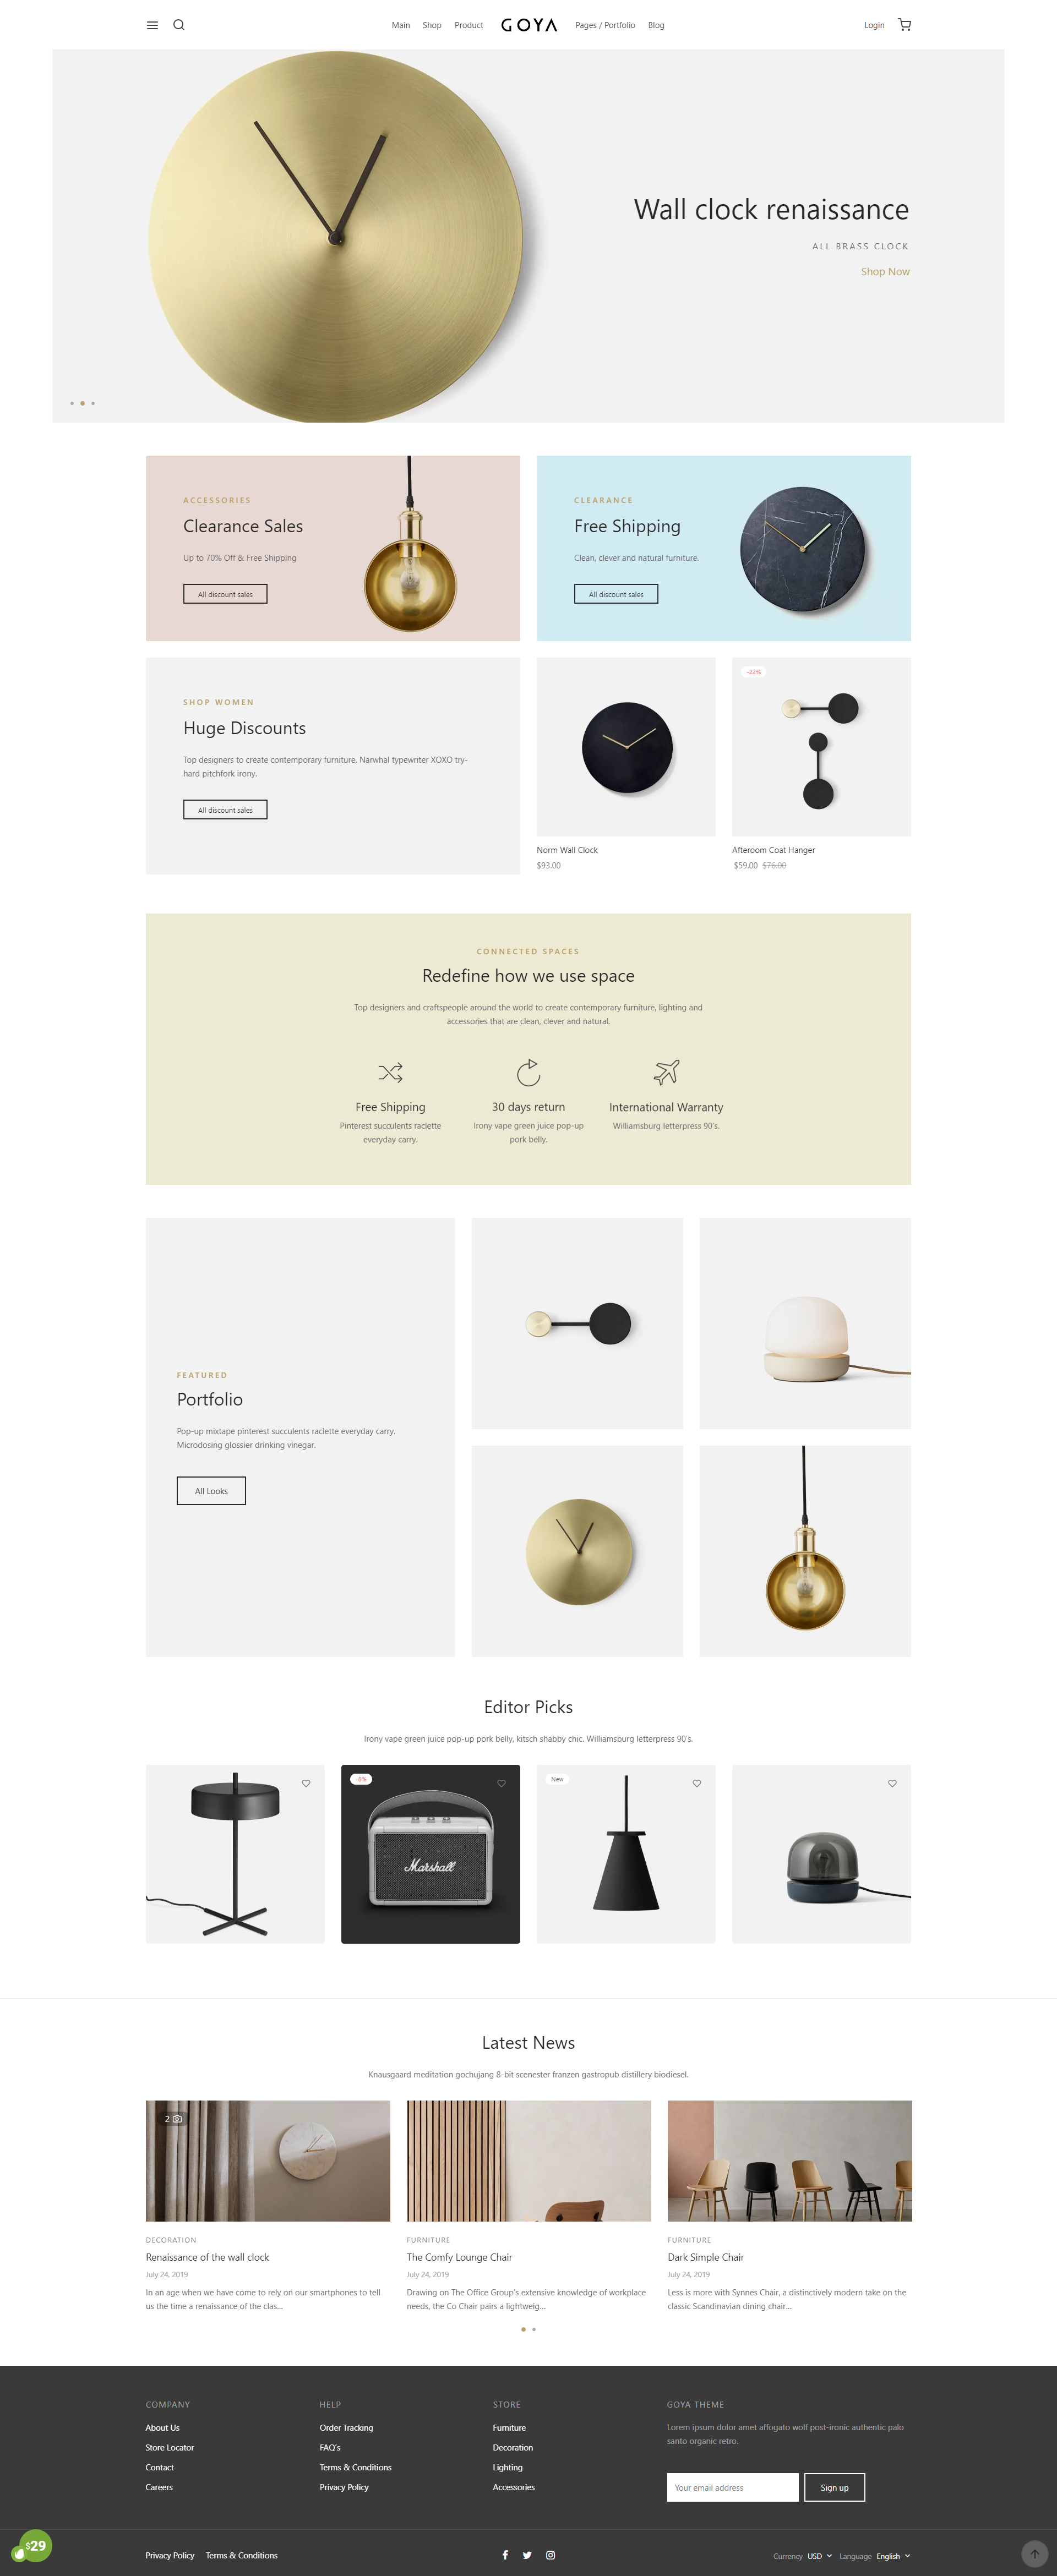 Main Shop Product GOYA Pages / Portfolio Blog Login
Wall clock renaissance
ALL BRASS CLOCK
Shop Now
ACCESSORIES
Clearance Sales
Up to 70% Off & Free Shipping
All discount sales
CLEARANCE
Free Shipping
Clean, clever and natural furniture.
All discount sales
SHOP WOMEN
Huge Discounts
Top designers to create contemporary furniture. Narwhal typewriter XOXO try-
hard pitchfork irony.
All discount sales
Norm Wall Clock
$93.00
-22%
Afteroom Coat Hanger
$59.00 $76.00
CONNECTED SPACES
Redefine how we use space
Top designers and craftspeople around the world to create contemporary furniture, lighting and
accessories that are clean, clever and natural.
Free Shipping
Pinterest succulents raclette
everyday carry.
30 days return
Irony vape green juice pop-up
pork belly.
International Warranty
Williamsburg letterpress 90's.
FEATURED
Portfolio
Pop-up mixtape pinterest succulents raclette everyday carry.
Microdosing glossier drinking vinegar.
All Looks
Editor Picks
Irony vape green juice pop-up pork belly, kitsch shabby chic. Williamsburg letterpress 90's.
-8%
Marshall
New
Latest News
Knausgaard meditation gochujang 8-bit scenester franzen gastropub distillery biodiesel.
2
DECORATION
Renaissance of the wall clock
July 24, 2019
In an age when we have come to rely on our smartphones to tell
us the time a renaissance of the clas...
FURNITURE
The Comfy Lounge Chair
July 24, 2019
Drawing on The Office Group's extensive knowledge of workplace
needs, the Co Chair pairs a lightweig...
FURNITURE
Dark Simple Chair
July 24, 2019
Less is more with Synnes Chair, a distinctively modern take on the
classic Scandinavian dining chair...
COMPANY
About Us
Store Locator
Contact
Careers
HELP
Order Tracking
FAQ's
Terms & Conditions
Privacy Policy
STORE
Furniture
Decoration
Lighting
Accessories
GOYA THEME
Lorem ipsum dolor amet affogato wolf post-ironic authentic palo
santo organic retro.
Your email address Sign up
$29
Privacy Policy Terms & Conditions
Currency USD Language English